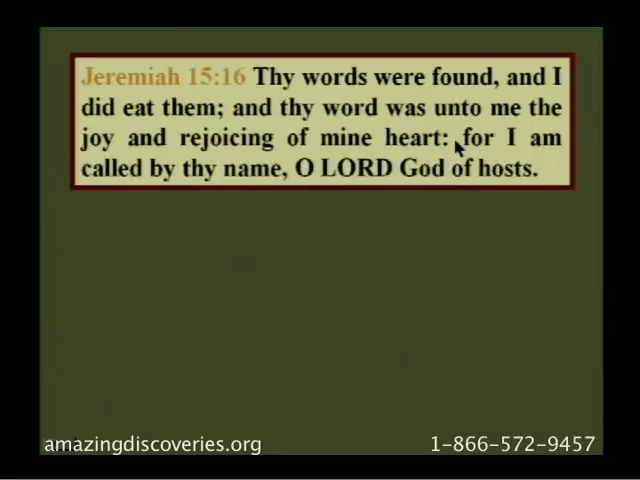 Jeremiah 15:16 Thy words were found, and I
did eat them; and thy word was unto me the
joy and rejoicing of mine heart: for I am
called by thy name, O LORD God of hosts.
amazingdiscoveries.org
1-866-572-9457